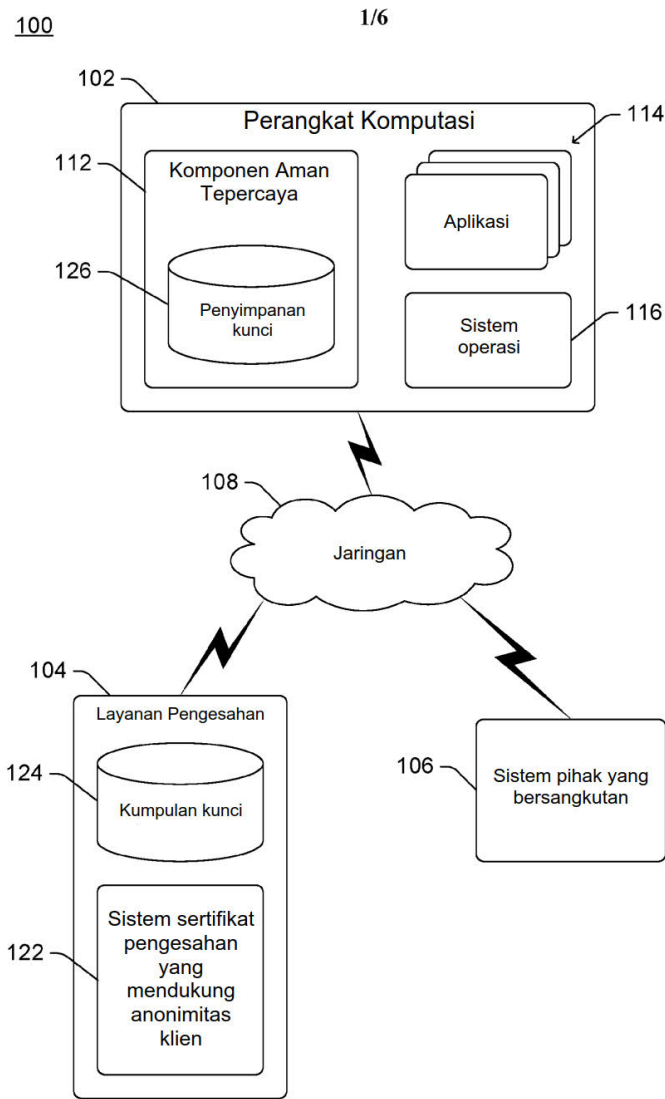 100
1/6
102
Perangkat Komputasi
114
112
Komponen Aman
Tepercaya
Aplikasi
126
Penyimpanan
kunci
Sistem
operasi
116
108
Jaringan
104
Layanan Pengesahan
124
Kumpulan kunci
106
Sistem pihak yang
bersangkutan
122
Sistem sertifikat
pengesahan
yang
mendukung
anonimitas
klien